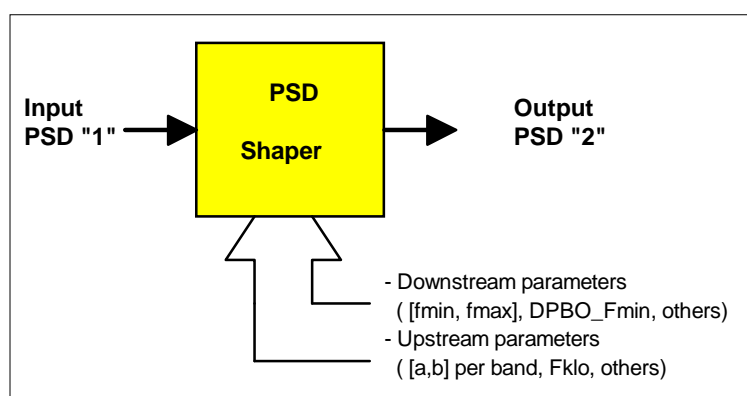 Input
PSD "1"
PSD
Shaper
Output
PSD "2"
- Downstream parameters
( [fmin, fmax], DPBO_Fmin, others)
- Upstream parameters
( [a,b] per band, Fklo, others)